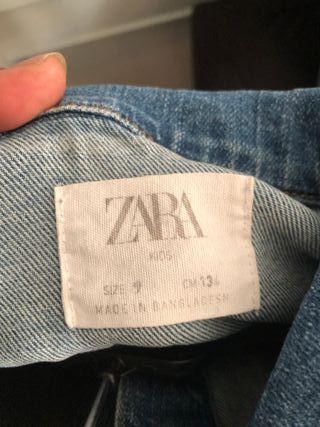 ZARA
KIDS
SIZE 9 CM 134
MADE IN BANGLADESH